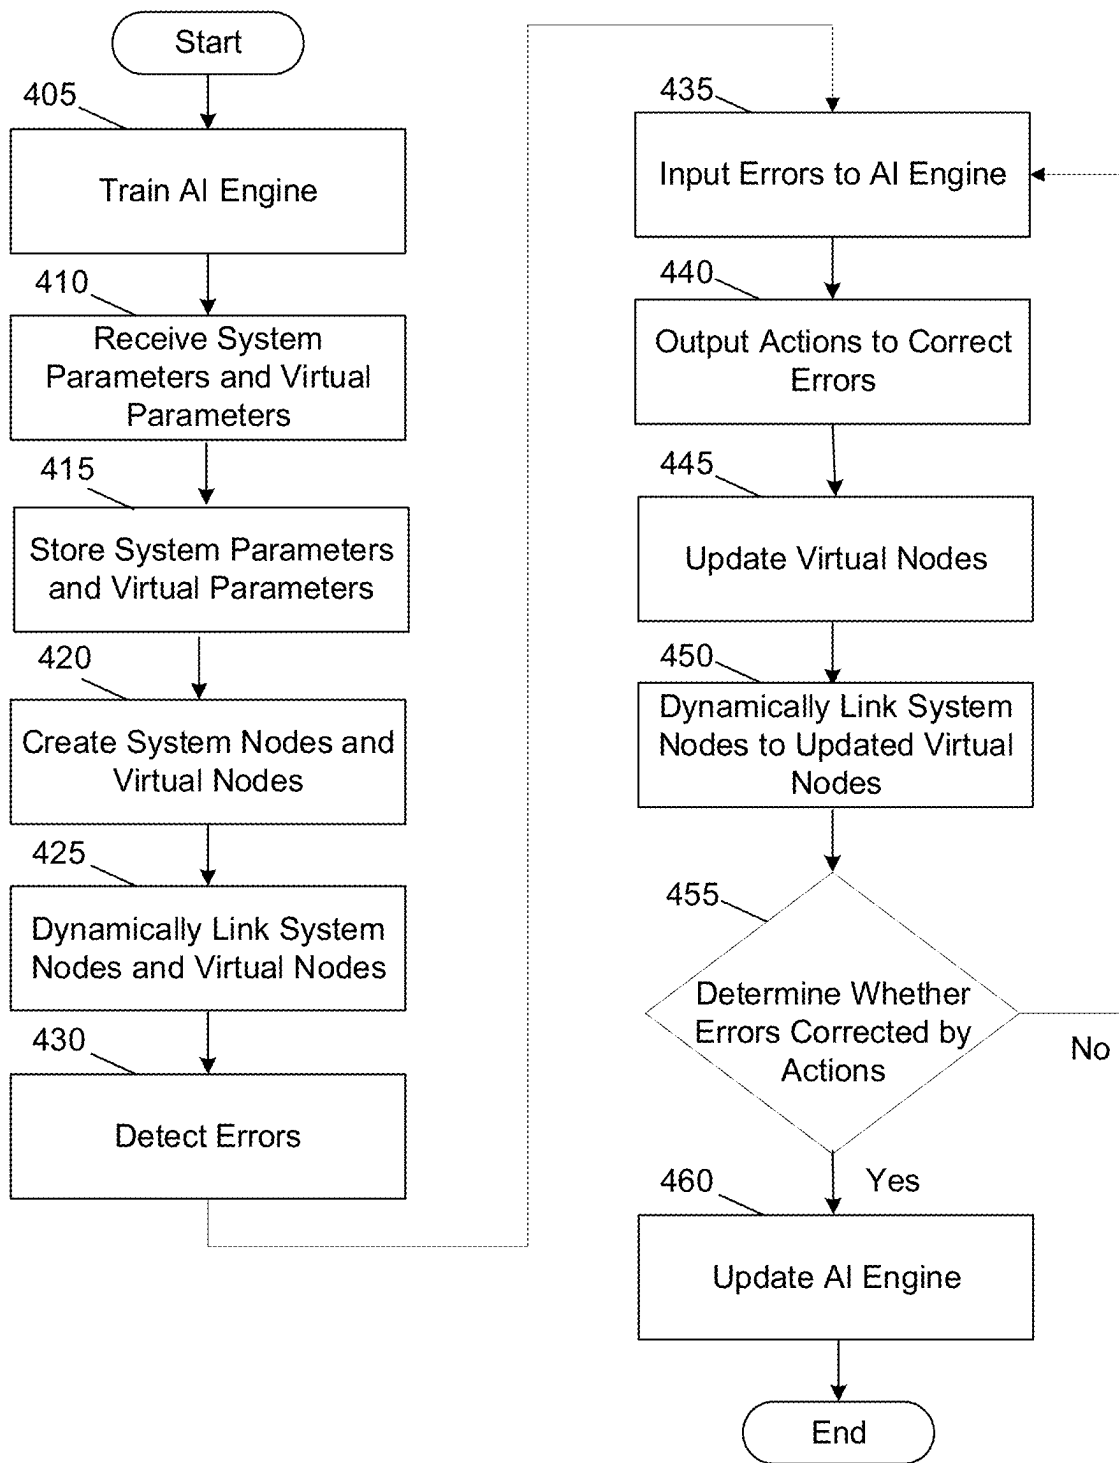 Start
405
Train AI Engine
410
Receive System
Parameters and Virtual
Parameters
415
Store System Parameters
and Virtual Parameters
420
Create System Nodes and
Virtual Nodes
425
Dynamically Link System
Nodes and Virtual Nodes
430
Detect Errors
435
Input Errors to AI Engine
440
Output Actions to Correct
Errors
445
Update Virtual Nodes
450
Dynamically Link System
Nodes to Updated Virtual
Nodes
455
Determine Whether
Errors Corrected by
Actions
No
Yes
460
Update AI Engine
End